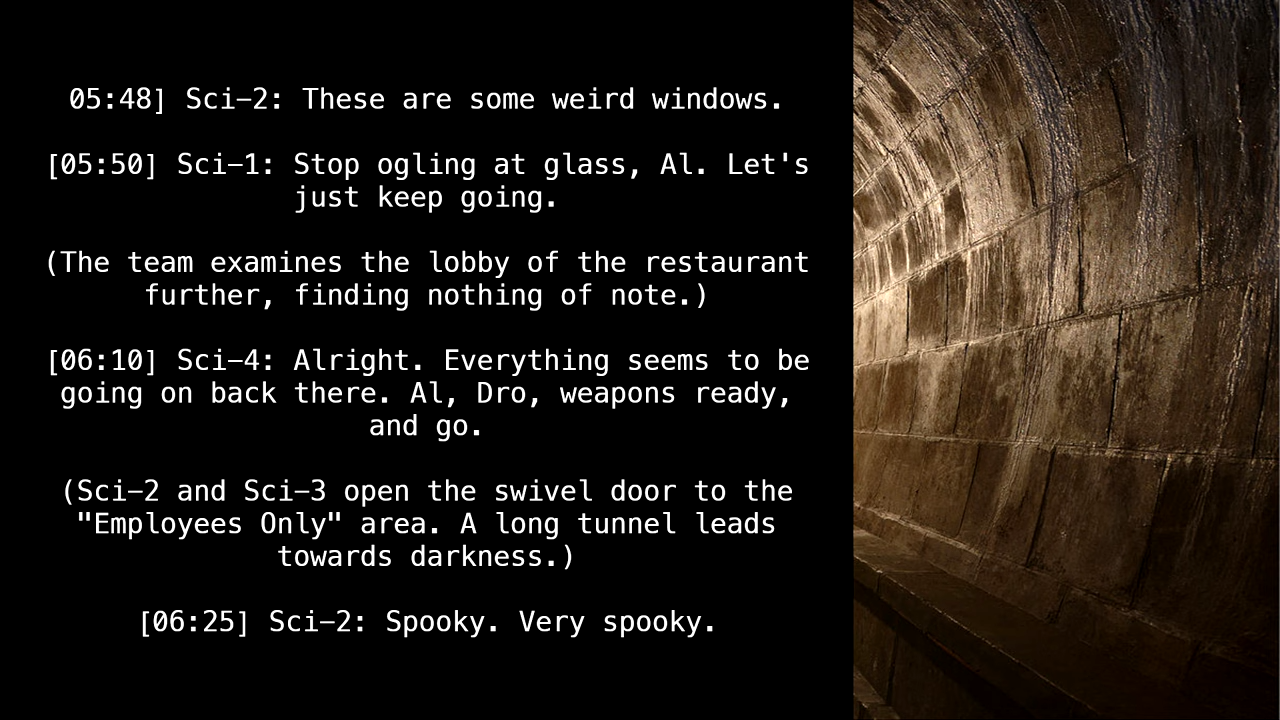 05:48] Sci-2: These are some weird windows.
[05:50] Sci-1: Stop ogling at glass, Al. Let's
just keep going.
(The team examines the lobby of the restaurant
further, finding nothing of note.)
[06:10] Sci-4: Alright. Everything seems to be
going on back there. Al, Dro, weapons ready,
and go.
(Sci-2 and Sci-3 open the swivel door to the
"Employees Only" area. A long tunnel leads
towards darkness.)
[06:25] Sci-2: Spooky. Very spooky.